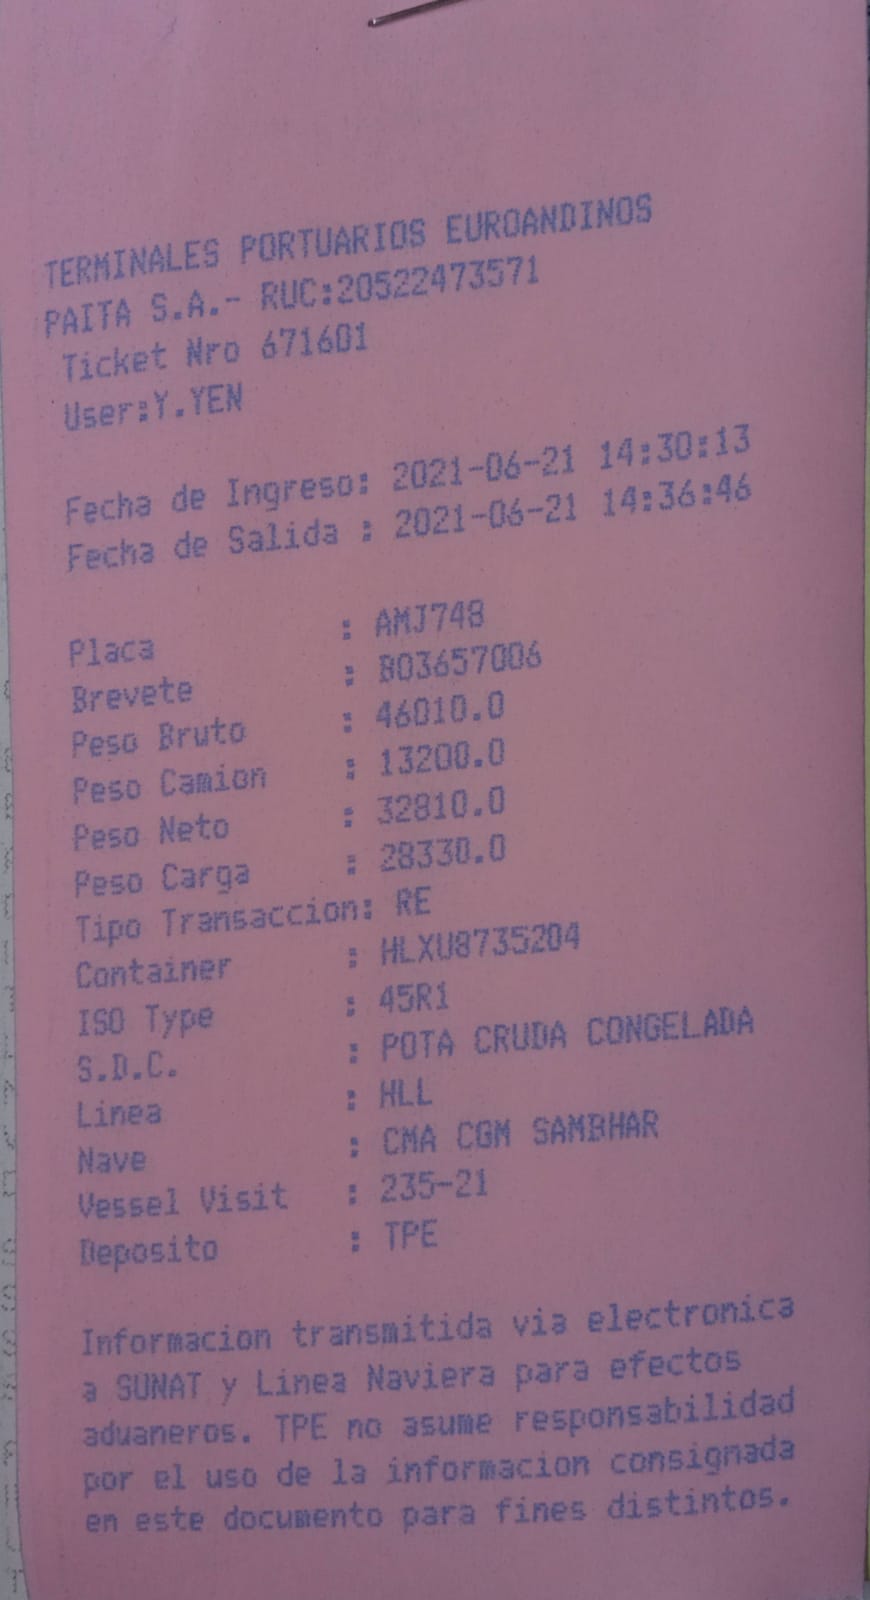 TERMINALES PORTUARIOS EUROANDINOS
PAITA S.A.- RUC:20522473571
Ticket Nro 671601
User:Y.YEN
Fecha de Ingreso: 2021-06-21 14:30:13
Fecha de Salida : 2021-06-21 14:36:46
Placa : AMJ748
Brevete : B03657006
Peso Bruto : 46010.0
Peso Camion : 13200.0
Peso Neto : 32810.0
Peso Carga : 28330.0
Tipo Transaccion: RE
Container : HLXU8735204
ISO Type : 45R1
S.D.C. : POTA CRUDA CONGELADA
Linea : HLL
Nave : CMA CGM SAMBHAR
Vessel Visit : 235-21
Deposito : TPE
Informacion transmitida via electronica
a SUNAT y Linea Naviera para efectos
aduaneros. TPE no asume responsabilidad
por el uso de la informacion consignada
en este documento para fines distintos.